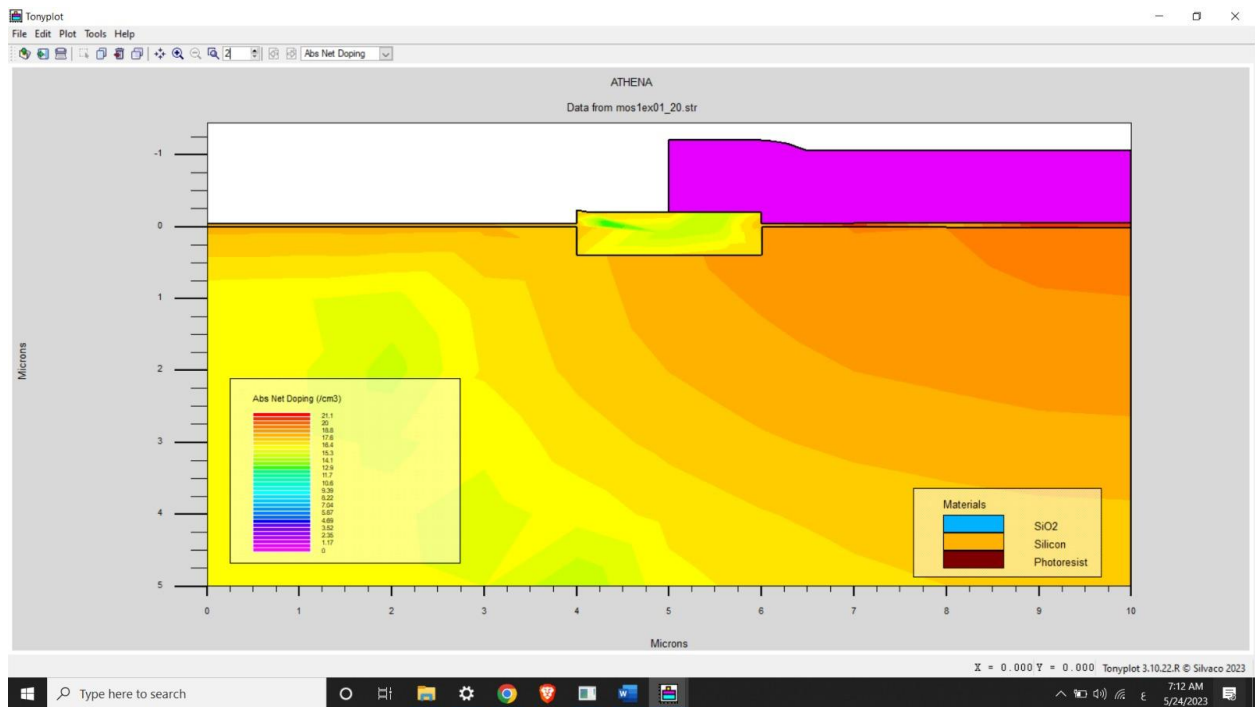 Tonyplot
File Edit Plot Tools Help
2 Abs Net Doping
ATHENA
Data from mos1ex01_20.str
Microns
-1
0
1
2
3
4
5
Abs Net Doping (/cm3)
21.1
20
18.8
17.6
16.4
15.3
14.1
12.9
11.7
10.6
9.39
8.22
7.04
5.87
4.69
3.52
2.35
1.17
0
Materials
SiO2
Silicon
Photoresist
0 1 2 3 4 5 6 7 8 9 10
Microns
X = 0.000 Y = 0.000 Tonyplot 3.10.22.R © Silvaco 2023
Type here to search
ع
7:12 AM
5/24/2023